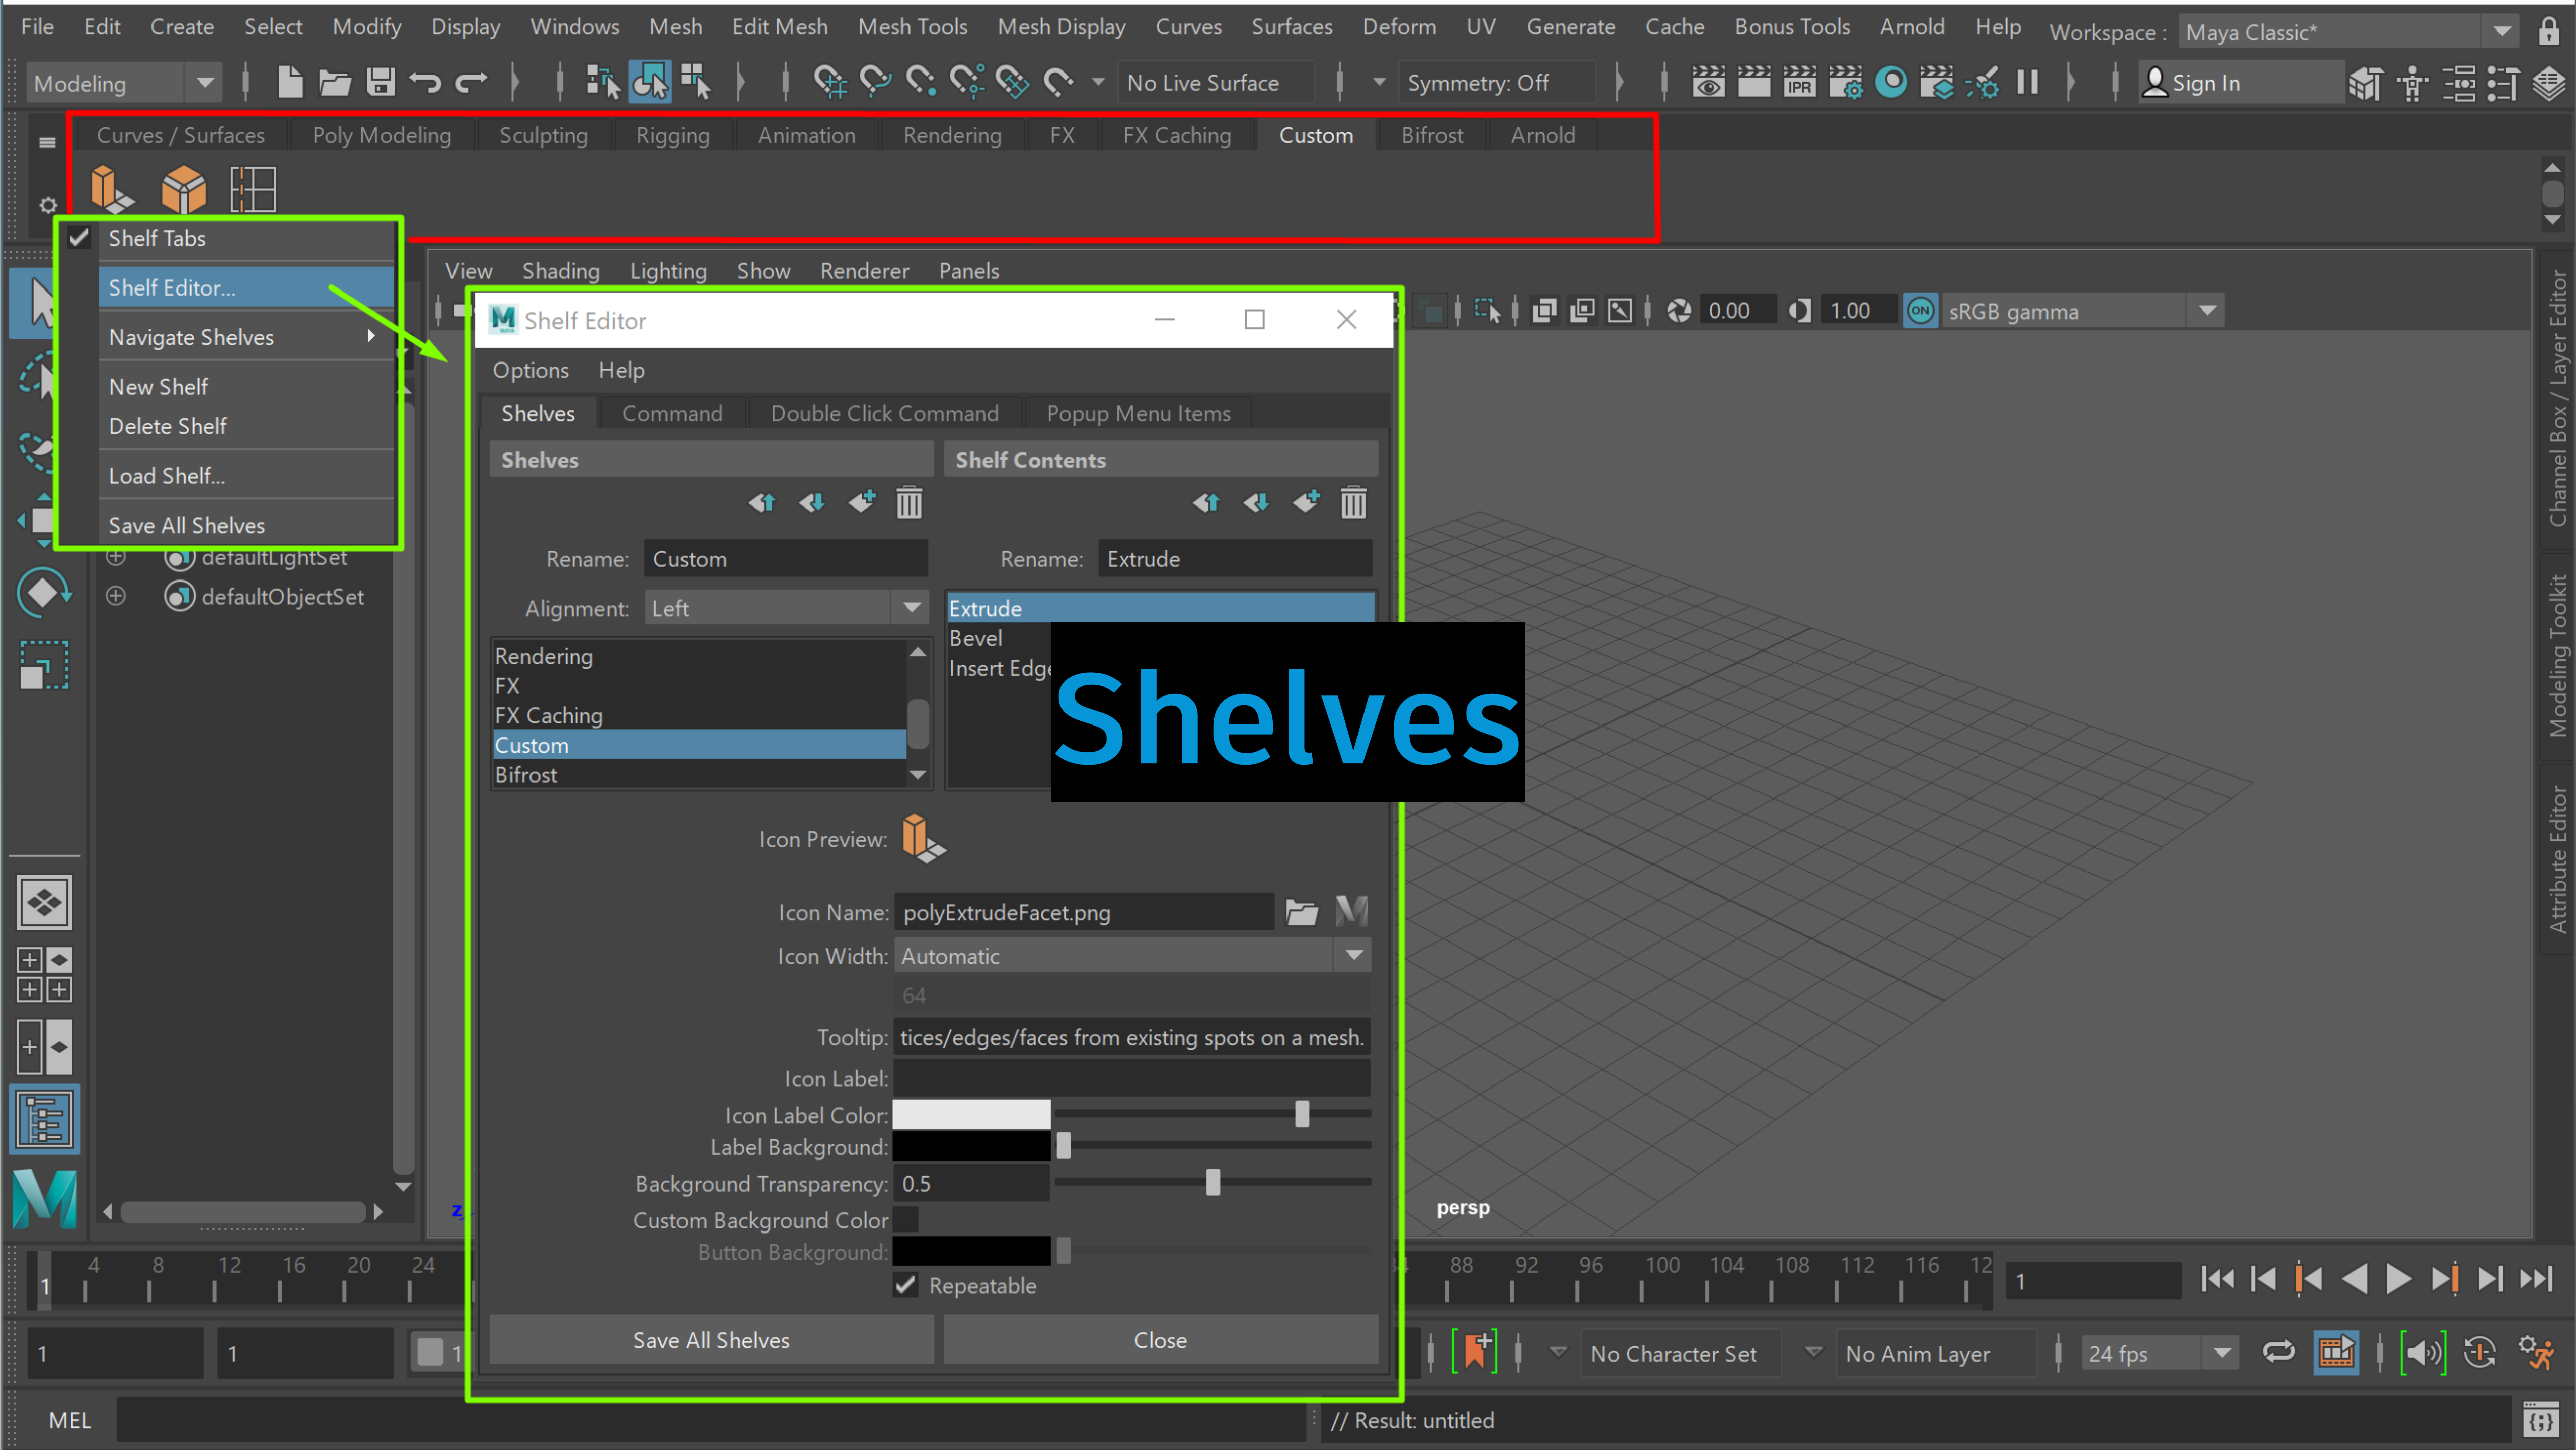 File Edit Create Select Modify Display Windows Mesh Edit Mesh Mesh Tools Mesh Display Curves Surfaces Deform UV Generate Cache Bonus Tools Arnold Help Workspace : Maya Classic*
Modeling No Live Surface Symmetry: Off IPR Sign In
Curves / Surfaces Poly Modeling Sculpting Rigging Animation Rendering FX FX Caching Custom Bifrost Arnold
Shelf Tabs
Shelf Editor...
Navigate Shelves
New Shelf
Delete Shelf
Load Shelf...
Save All Shelves
defaultLightSet
defaultObjectSet
View Shading Lighting Show Renderer Panels
0.00 1.00 ON sRGB gamma
Shelf Editor
Options Help
Shelves Command Double Click Command Popup Menu Items
Shelves Shelf Contents
Rename: Custom Rename: Extrude
Alignment: Left
Rendering
FX
FX Caching
Custom
Bifrost
Extrude
Bevel
Insert Edge
Shelves
Icon Preview:
Icon Name: polyExtrudeFacet.png
Icon Width: Automatic
64
Tooltip: tices/edges/faces from existing spots on a mesh.
Icon Label:
Icon Label Color:
Label Background:
Background Transparency: 0.5
Custom Background Color
Button Background:
Repeatable
Save All Shelves Close
persp
z
Channel Box / Layer Editor
Modeling Toolkit
Attribute Editor
1 4 8 12 16 20 24 88 92 96 100 104 108 112 116 12 1
1 1 1 No Character Set No Anim Layer 24 fps
MEL // Result: untitled